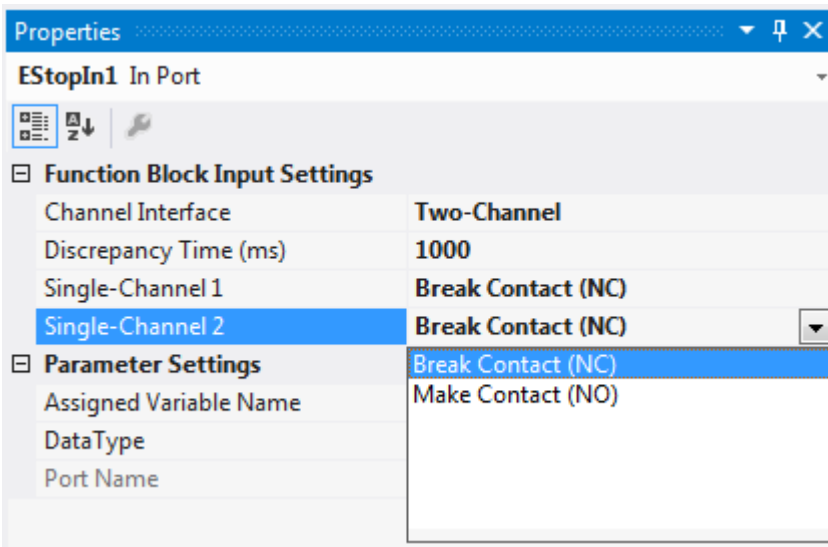 Properties
EStopIn1 In Port
Function Block Input Settings
Channel Interface Two-Channel
Discrepancy Time (ms) 1000
Single-Channel 1 Break Contact (NC)
Single-Channel 2 Break Contact (NC)
Parameter Settings Break Contact (NC)
Assigned Variable Name Make Contact (NO)
DataType
Port Name